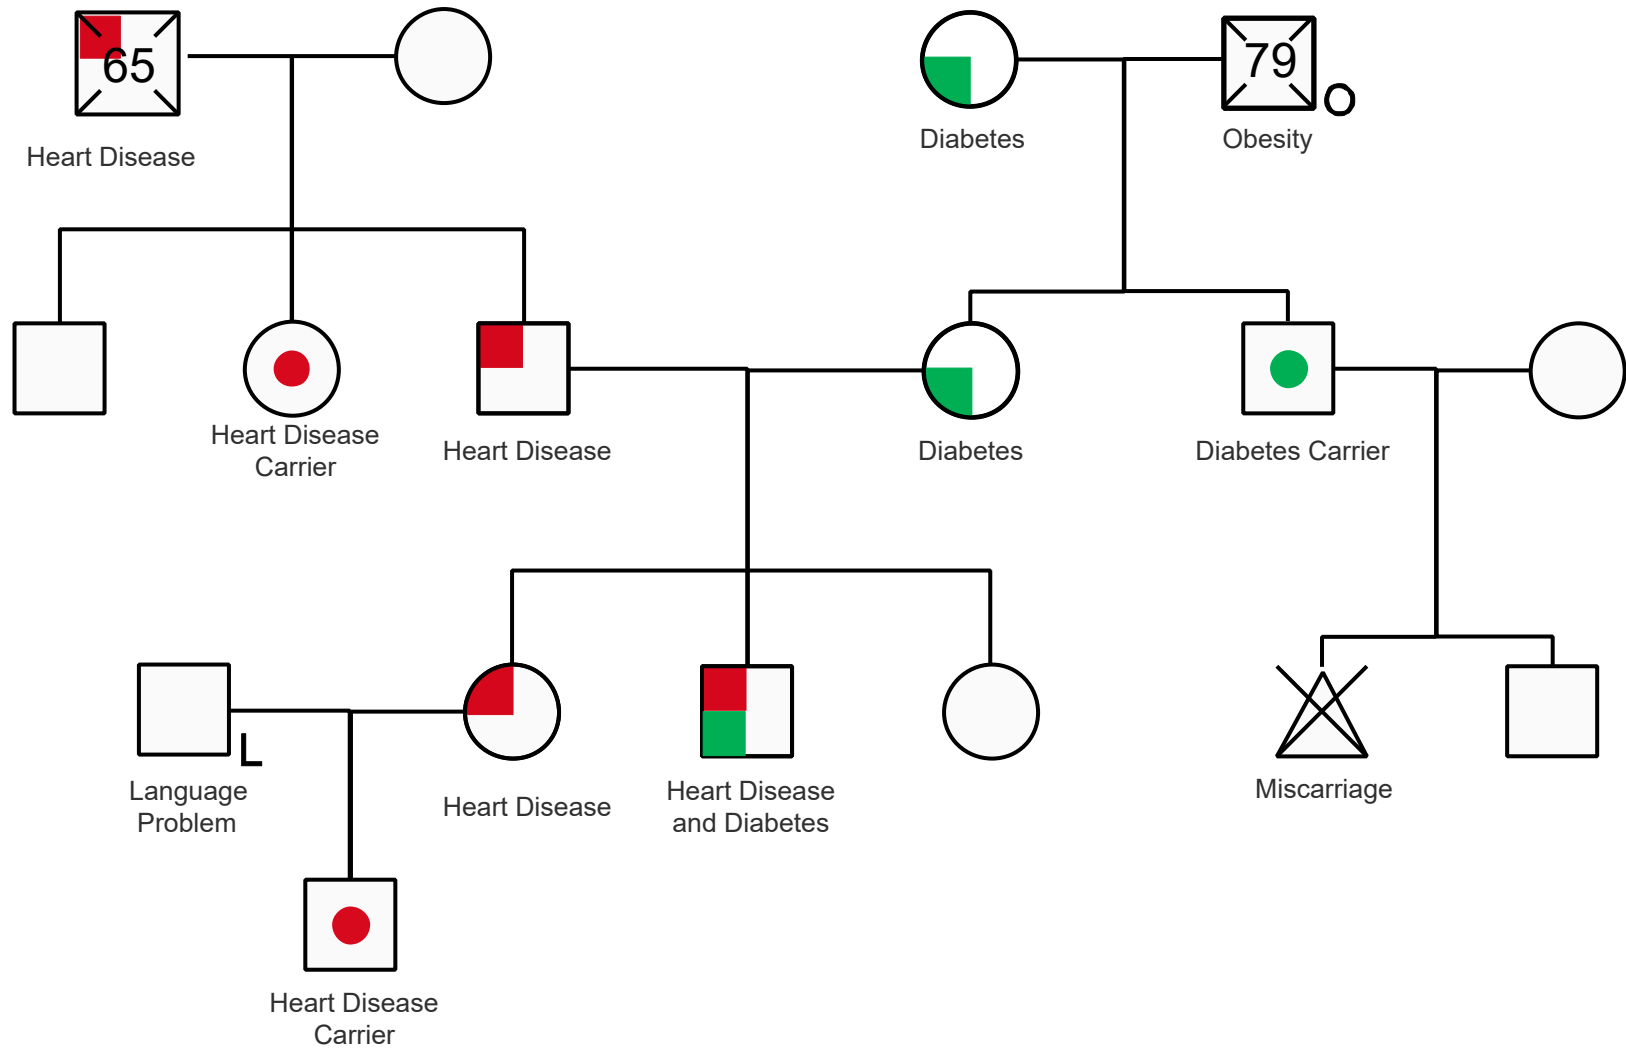 65
79
O
Heart Disease
Diabetes
Obesity
Heart Disease
Carrier
Heart Disease
Diabetes
Diabetes Carrier
L
Language
Problem
Heart Disease
Heart Disease
and Diabetes
Miscarriage
Heart Disease
Carrier